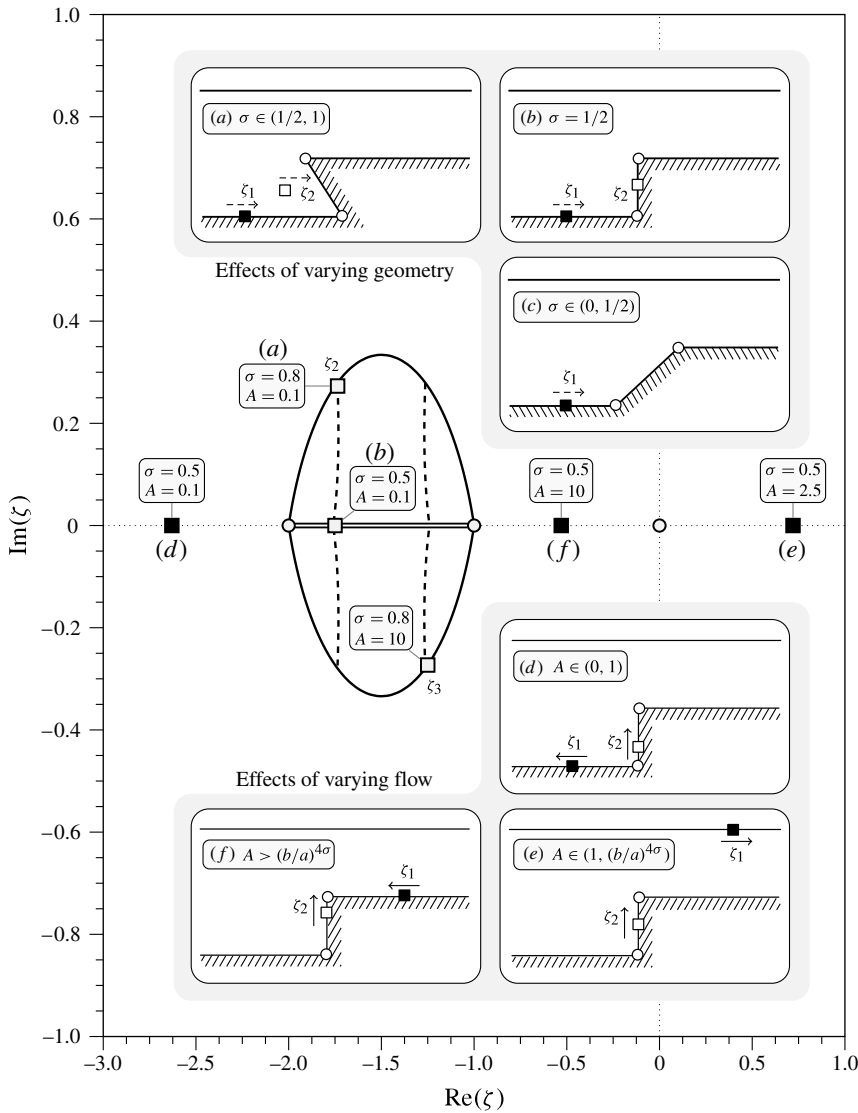 1.0
0.8
0.6
0.4
0.2
0
−0.2
−0.4
−0.6
−0.8
−1.0
Im(ζ)
(a) σ ∈ (1/2, 1)
ζ1
ζ2
(b) σ = 1/2
ζ1
ζ2
Effects of varying geometry
(c) σ ∈ (0, 1/2)
ζ1
(a)
ζ2
σ = 0.8
A = 0.1
(b)
σ = 0.5
A = 0.1
σ = 0.5
A = 0.1
(d)
σ = 0.5
A = 10
(f)
σ = 0.5
A = 2.5
(e)
σ = 0.8
A = 10
ζ3
(d) A ∈ (0, 1)
ζ1
ζ2
Effects of varying flow
(f) A > (b/a)^4σ
ζ1
ζ2
(e) A ∈ (1, (b/a)^4σ)
ζ1
ζ2
−3.0 −2.5 −2.0 −1.5 −1.0 −0.5 0 0.5 1.0
Re(ζ)